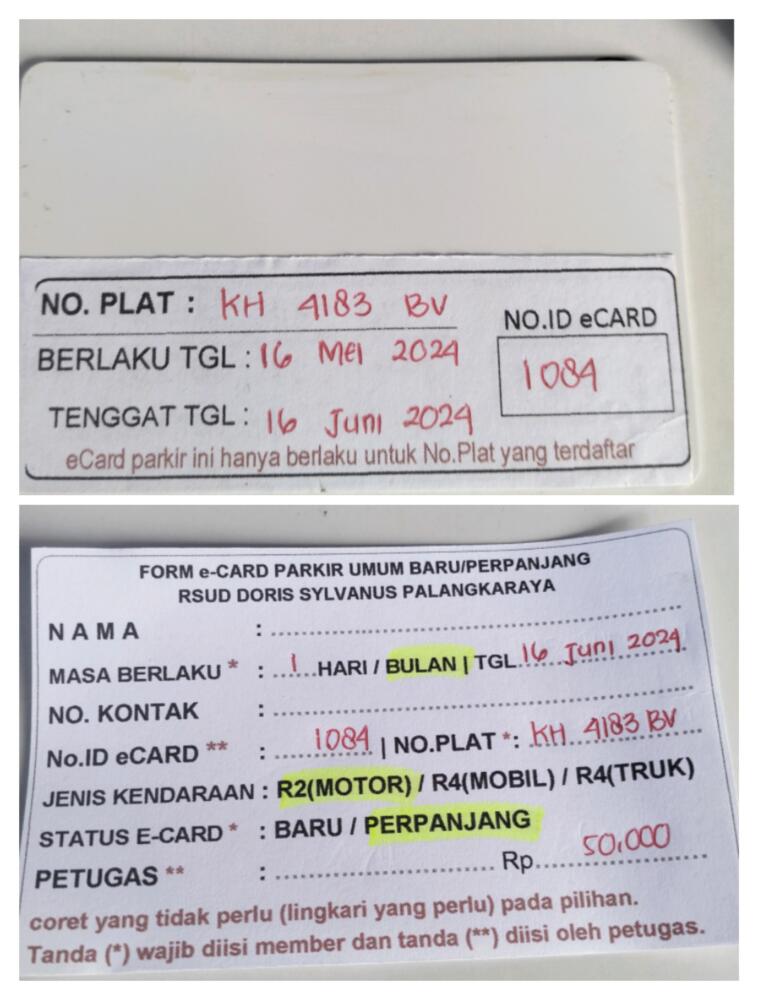 NO. PLAT : KH 4183 BV
BERLAKU TGL : 16 MEI 2024
TENGGAT TGL : 16 Juni 2024
NO.ID eCARD
1084
eCard parkir ini hanya berlaku untuk No.Plat yang terdaftar
FORM e-CARD PARKIR UMUM BARU/PERPANJANG
RSUD DORIS SYLVANUS PALANGKARAYA
NAMA : ........................................
MASA BERLAKU * : ..1...HARI / BULAN | TGL 16 Juni 2024.
NO. KONTAK : ........................................
No.ID eCARD ** : ......1084 | NO.PLAT *: KH 4183 BV
JENIS KENDARAAN : R2(MOTOR) / R4(MOBIL) / R4(TRUK)
STATUS E-CARD * : BARU / PERPANJANG
PETUGAS ** : .............................. Rp......50.000
coret yang tidak perlu (lingkari yang perlu) pada pilihan.
Tanda (*) wajib diisi member dan tanda (**) diisi oleh petugas.